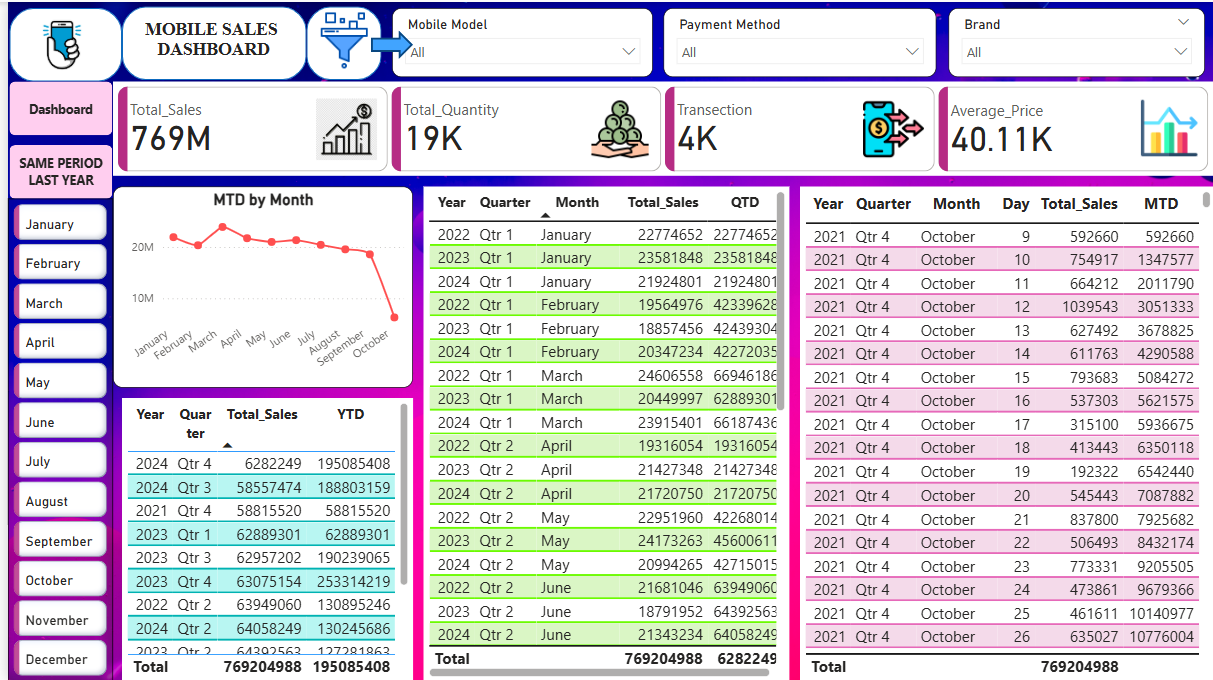 MOBILE SALES
DASHBOARD
Mobile Model
All
Payment Method
All
Brand
All
Dashboard
SAME PERIOD
LAST YEAR
January
February
March
April
May
June
July
August
September
October
November
December
Total_Sales
769M
Total_Quantity
19K
Transection
4K
Average_Price
40.11K
MTD by Month
20M
10M
January
February
March
April
May
June
July
August
September
October
Year Quar Total_Sales YTD
ter
2024 Qtr 4 6282249 195085408
2024 Qtr 3 58557474 188803159
2021 Qtr 4 58815520 58815520
2023 Qtr 1 62889301 62889301
2023 Qtr 3 62957202 190239065
2023 Qtr 4 63075154 253314219
2022 Qtr 2 63949060 130895246
2024 Qtr 2 64058249 130245686
2023 Qtr 2 64392563 127281863
Total 769204988 195085408
Year Quarter Month Total_Sales QTD
2022 Qtr 1 January 22774652 22774652
2023 Qtr 1 January 23581848 23581848
2024 Qtr 1 January 21924801 21924801
2022 Qtr 1 February 19564976 42339628
2023 Qtr 1 February 18857456 42439304
2024 Qtr 1 February 20347234 42272035
2022 Qtr 1 March 24606558 66946186
2023 Qtr 1 March 20449997 62889301
2024 Qtr 1 March 23915401 66187436
2022 Qtr 2 April 19316054 19316054
2023 Qtr 2 April 21427348 21427348
2024 Qtr 2 April 21720750 21720750
2022 Qtr 2 May 22951960 42268014
2023 Qtr 2 May 24173263 45600611
2024 Qtr 2 May 20994265 42715015
2022 Qtr 2 June 21681046 63949060
2023 Qtr 2 June 18791952 64392563
2024 Qtr 2 June 21343234 64058249
Total 769204988 6282249
Year Quarter Month Day Total_Sales MTD
2021 Qtr 4 October 9 592660 592660
2021 Qtr 4 October 10 754917 1347577
2021 Qtr 4 October 11 664212 2011790
2021 Qtr 4 October 12 1039543 3051333
2021 Qtr 4 October 13 627492 3678825
2021 Qtr 4 October 14 611763 4290588
2021 Qtr 4 October 15 793683 5084272
2021 Qtr 4 October 16 537303 5621575
2021 Qtr 4 October 17 315100 5936675
2021 Qtr 4 October 18 413443 6350118
2021 Qtr 4 October 19 192322 6542440
2021 Qtr 4 October 20 545443 7087882
2021 Qtr 4 October 21 837800 7925682
2021 Qtr 4 October 22 506493 8432174
2021 Qtr 4 October 23 773331 9205505
2021 Qtr 4 October 24 473861 9679366
2021 Qtr 4 October 25 461611 10140977
2021 Qtr 4 October 26 635027 10776004
Total 769204988